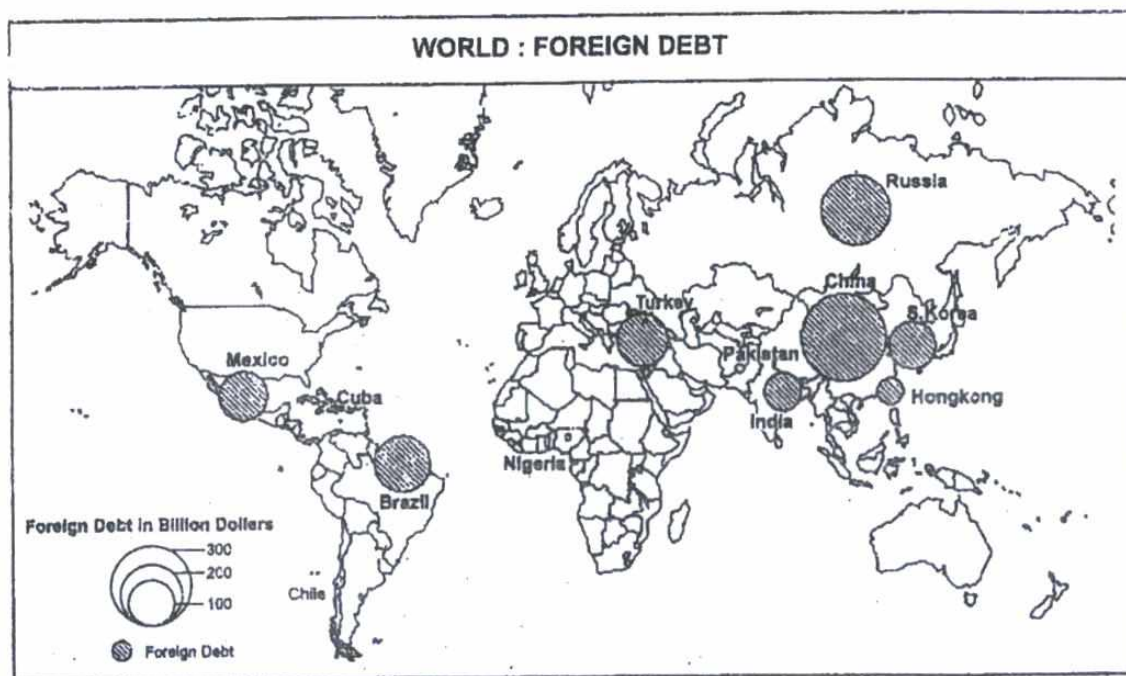 WORLD : FOREIGN DEBT
Russia
China
Turkey
S.Korea
Mexico
Pakistan
Cuba
Hongkong
India
Nigeria
Brazil
Foreign Debt in Billion Dollers
300
200
100
Chile
Foreign Debt